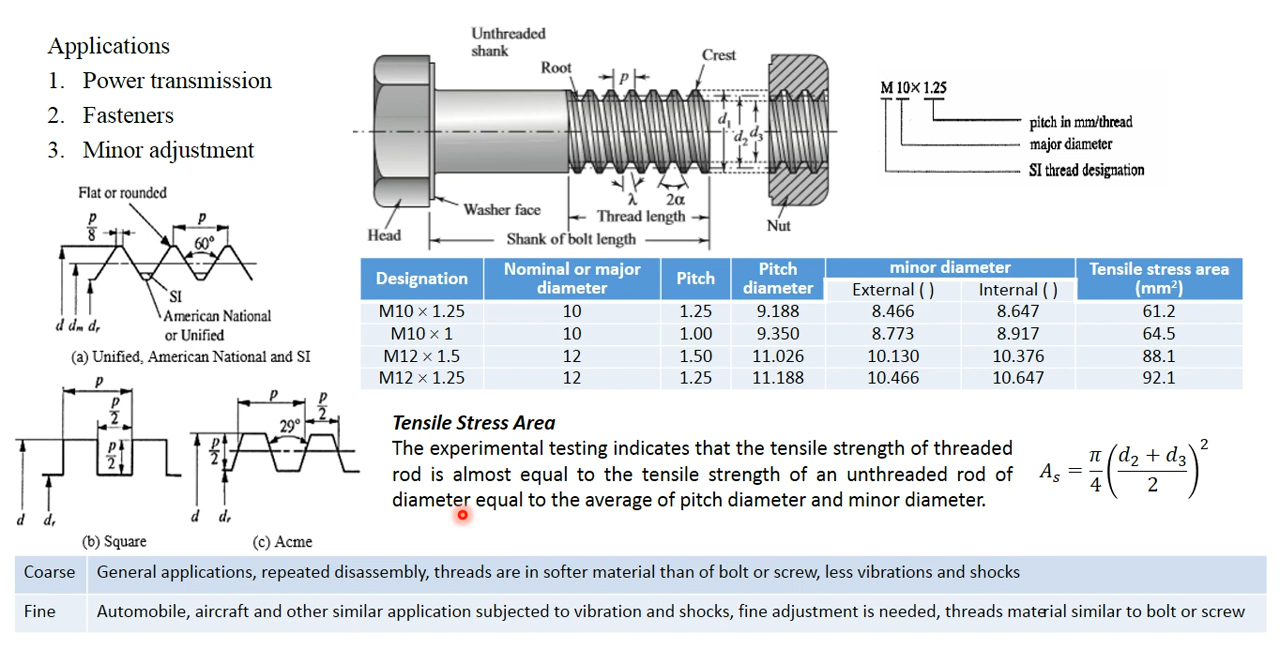 Applications
1. Power transmission
2. Fasteners
3. Minor adjustment
Unthreaded
shank
Root
p
Crest
d₁
d₂
d₃
λ
2α
Washer face
Thread length
Head
Shank of bolt length
Nut
M 10× 1.25
pitch in mm/thread
major diameter
SI thread designation
Flat or rounded
p
p/8
60°
SI
American National
or Unified
d dₘ dᵣ
(a) Unified, American National and SI
p
p/2
p/2
d dᵣ
(b) Square
p
p/2
29°
p/2
d dᵣ
(c) Acme
Designation Nominal or major diameter Pitch Pitch diameter minor diameter Tensile stress area (mm²)
External ( ) Internal ( )
M10 × 1.25 10 1.25 9.188 8.466 8.647 61.2
M10 × 1 10 1.00 9.350 8.773 8.917 64.5
M12 × 1.5 12 1.50 11.026 10.130 10.376 88.1
M12 × 1.25 12 1.25 11.188 10.466 10.647 92.1
Tensile Stress Area
The experimental testing indicates that the tensile strength of threaded
rod is almost equal to the tensile strength of an unthreaded rod of
diameter equal to the average of pitch diameter and minor diameter.
Aₛ = π/4 ((d₂ + d₃)/2)²
Coarse General applications, repeated disassembly, threads are in softer material than of bolt or screw, less vibrations and shocks
Fine Automobile, aircraft and other similar application subjected to vibration and shocks, fine adjustment is needed, threads material similar to bolt or screw